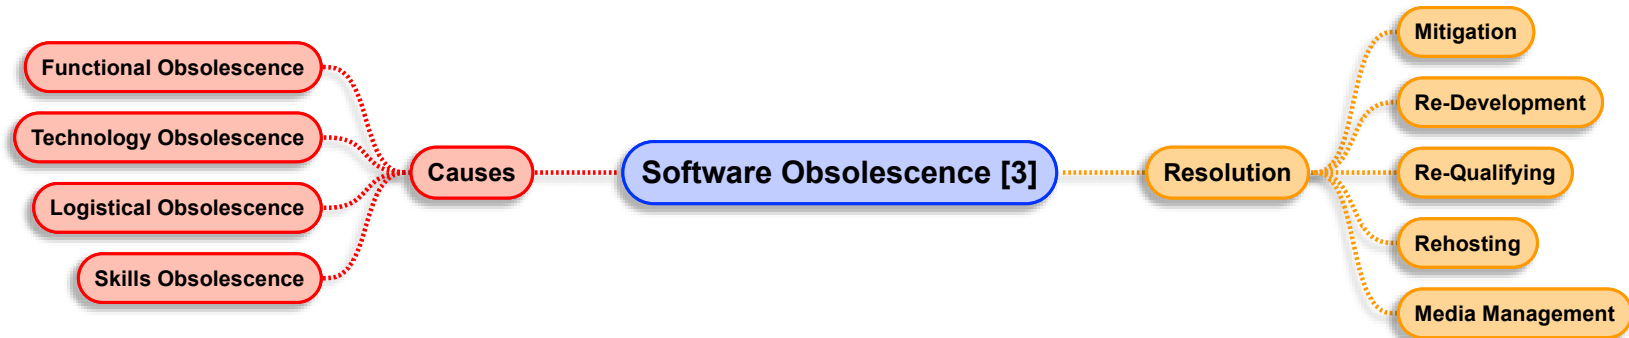 Functional Obsolescence
Technology Obsolescence
Logistical Obsolescence
Skills Obsolescence
Causes
Software Obsolescence [3]
Resolution
Mitigation
Re-Development
Re-Qualifying
Rehosting
Media Management